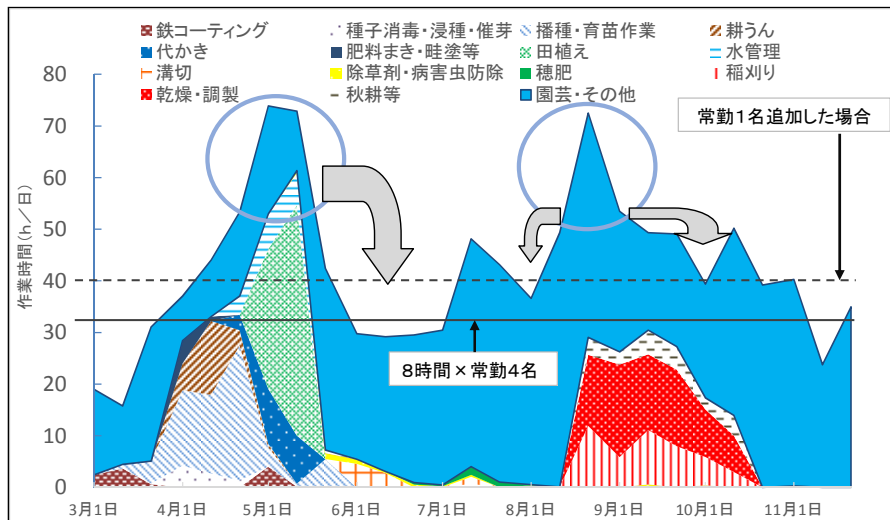 鉄コーティング 種子消毒・浸種・催芽 播種・育苗作業 耕うん
代かき 肥料まき・畦塗等 田植え 水管理
溝切 除草剤・病害虫防除 穂肥 稲刈り
乾燥・調製 秋耕等 園芸・その他
常勤1名追加した場合
作業時間(h/日)
80
70
60
50
40
30
20
10
0
8時間×常勤4名
3月1日 4月1日 5月1日 6月1日 7月1日 8月1日 9月1日 10月1日 11月1日